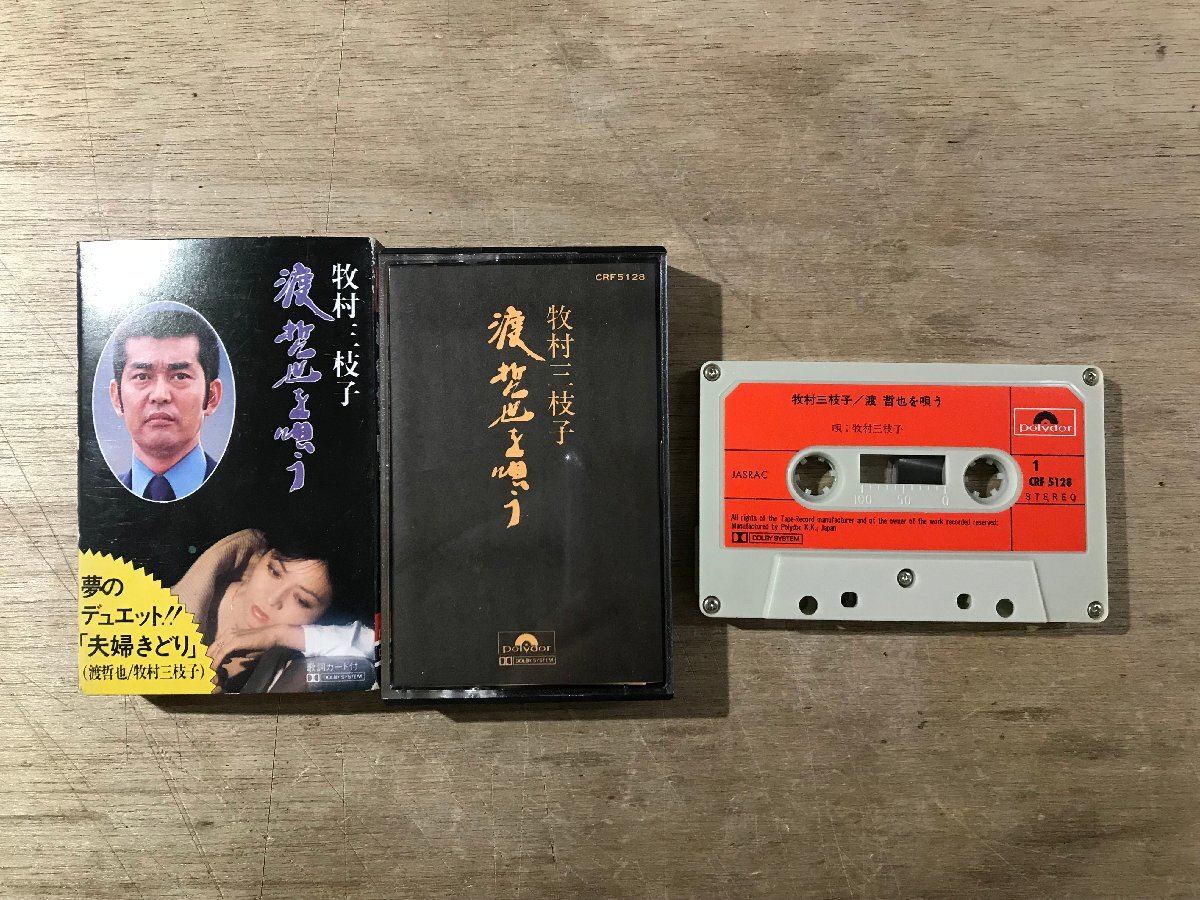 牧村三枝子
渡哲也を唄う
夢の
デュエット!!
「夫婦きどり」
(渡哲也/牧村三枝子)
歌詞カード付
DOLBY SYSTEM
CRF5128
牧村三枝子
渡哲也を唄う
polydor
DOLBY SYSTEM
牧村三枝子/渡 哲也を唄う
唄;牧村三枝子
polydor
JASRAC
1
CRF 5128
STEREO
100 50 0
All rights of the Tape-Record manufacturer and of the owner of the work recorded reserved;
Manufactured by Polydor K.K., Japan
DOLBY SYSTEM